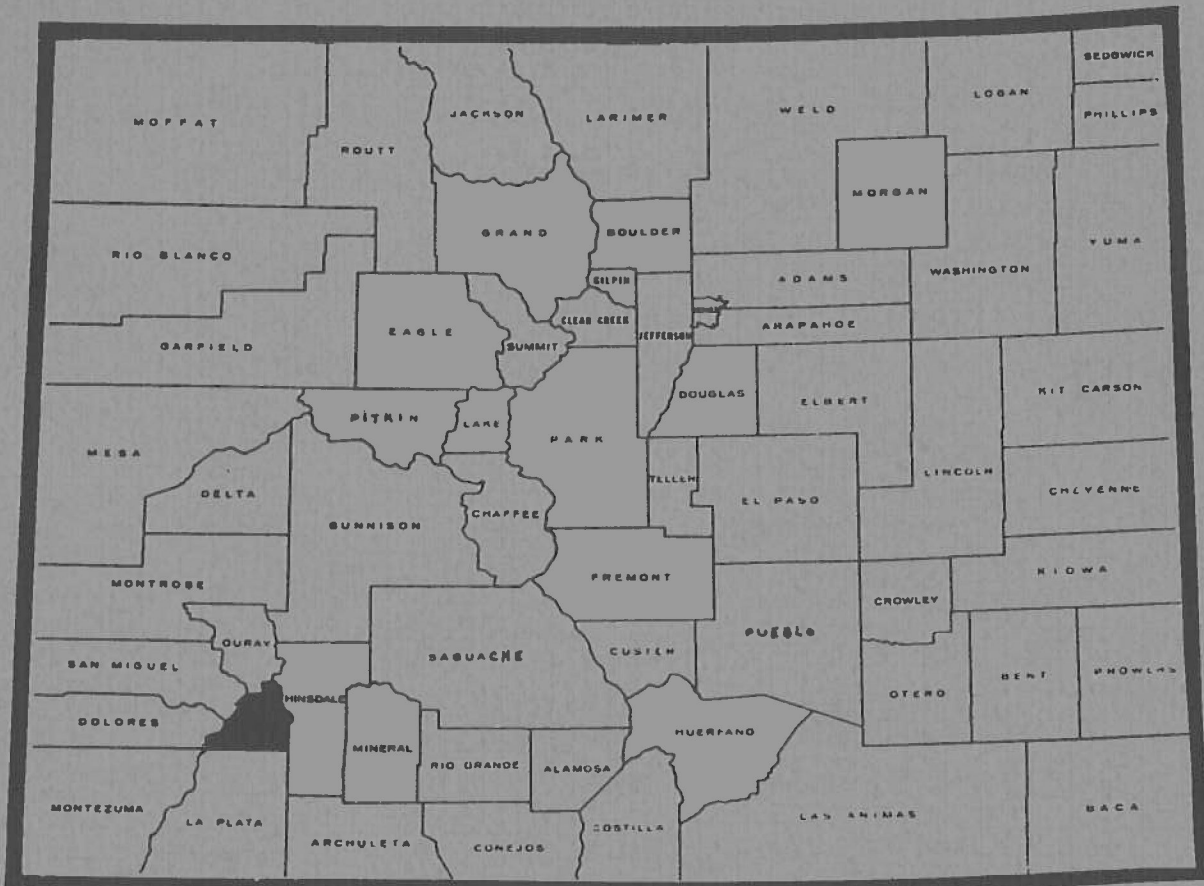 SEDGWICK
LOGAN
WELD
PHILLIPS
JACKSON
LARIMER
MOFFAT
ROUTT
MORGAN
YUMA
GRAND
BOULDER
RIO BLANCO
WASHINGTON
ADAMS
GILPIN
CLEAR CREEK
ARAPAHOE
EAGLE
JEFFERSON
GARFIELD
SUMMIT
KIT CARSON
DOUGLAS
ELBERT
PITKIN
LAKE
PARK
MESA
LINCOLN
TELLER
CHEYENNE
DELTA
EL PASO
CHAFFEE
GUNNISON
FREMONT
KIOWA
MONTROSE
CROWLEY
PUEBLO
OURAY
CUSTER
SAGUACHE
SAN MIGUEL
BENT
PROWERS
OTERO
HINSDALE
DOLORES
HUERFANO
MINERAL
RIO GRANDE
ALAMOSA
MONTEZUMA
BACA
LAS ANIMAS
LA PLATA
COSTILLA
ARCHULETA
CONEJOS